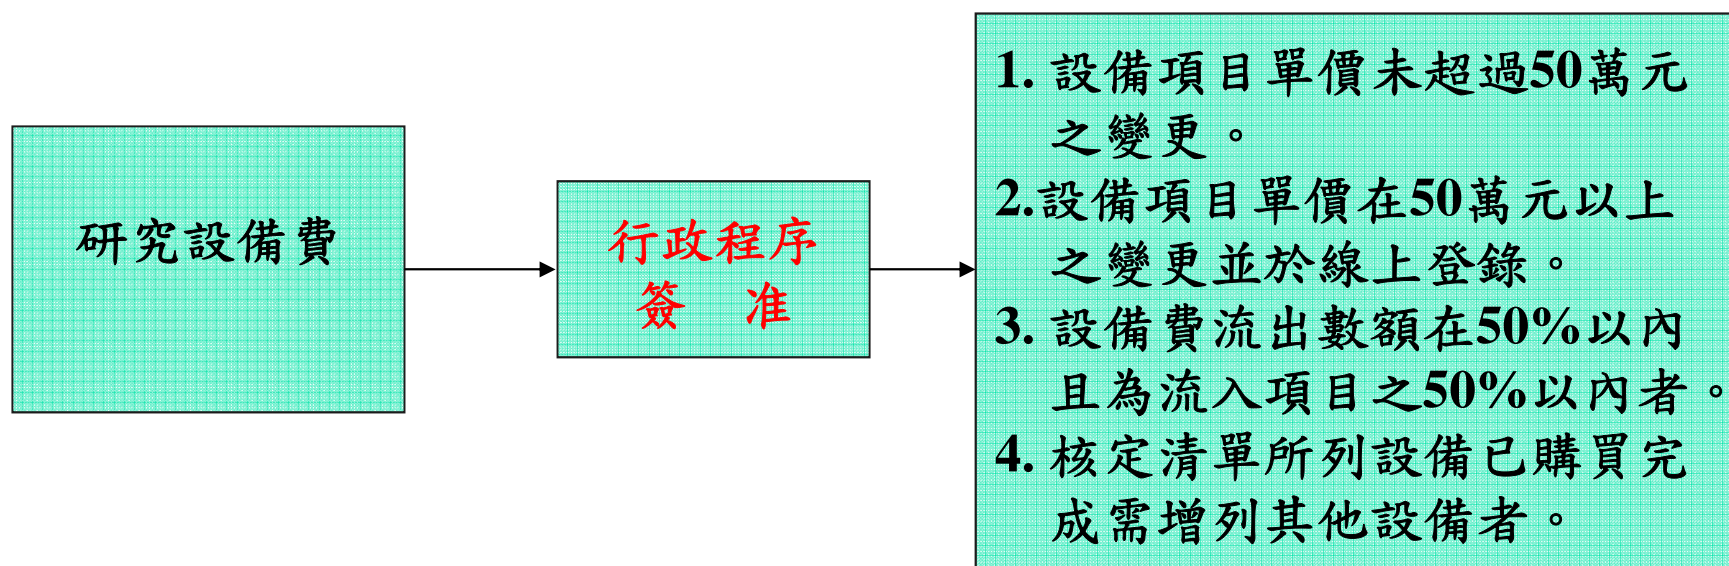 研究設備費
行政程序
簽 准
1. 設備項目單價未超過50萬元
之變更。
2.設備項目單價在50萬元以上
之變更並於線上登錄。
3. 設備費流出數額在50%以內
且為流入項目之50%以內者。
4. 核定清單所列設備已購買完
成需增列其他設備者。